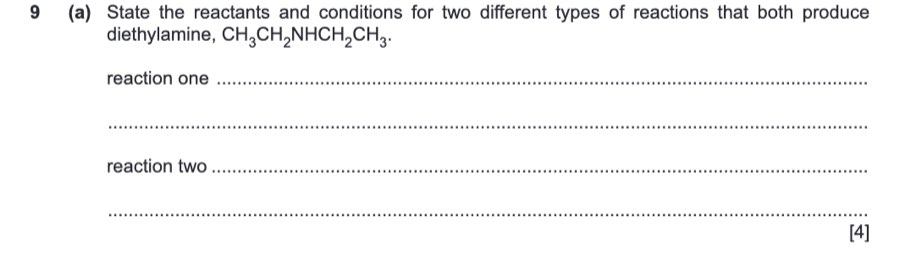 9 (a) State the reactants and conditions for two different types of reactions that both produce
diethylamine, CH₃CH₂NHCH₂CH₃.
reaction one ..........................................................................................
..........................................................................................
reaction two ..........................................................................................
..........................................................................................
[4]